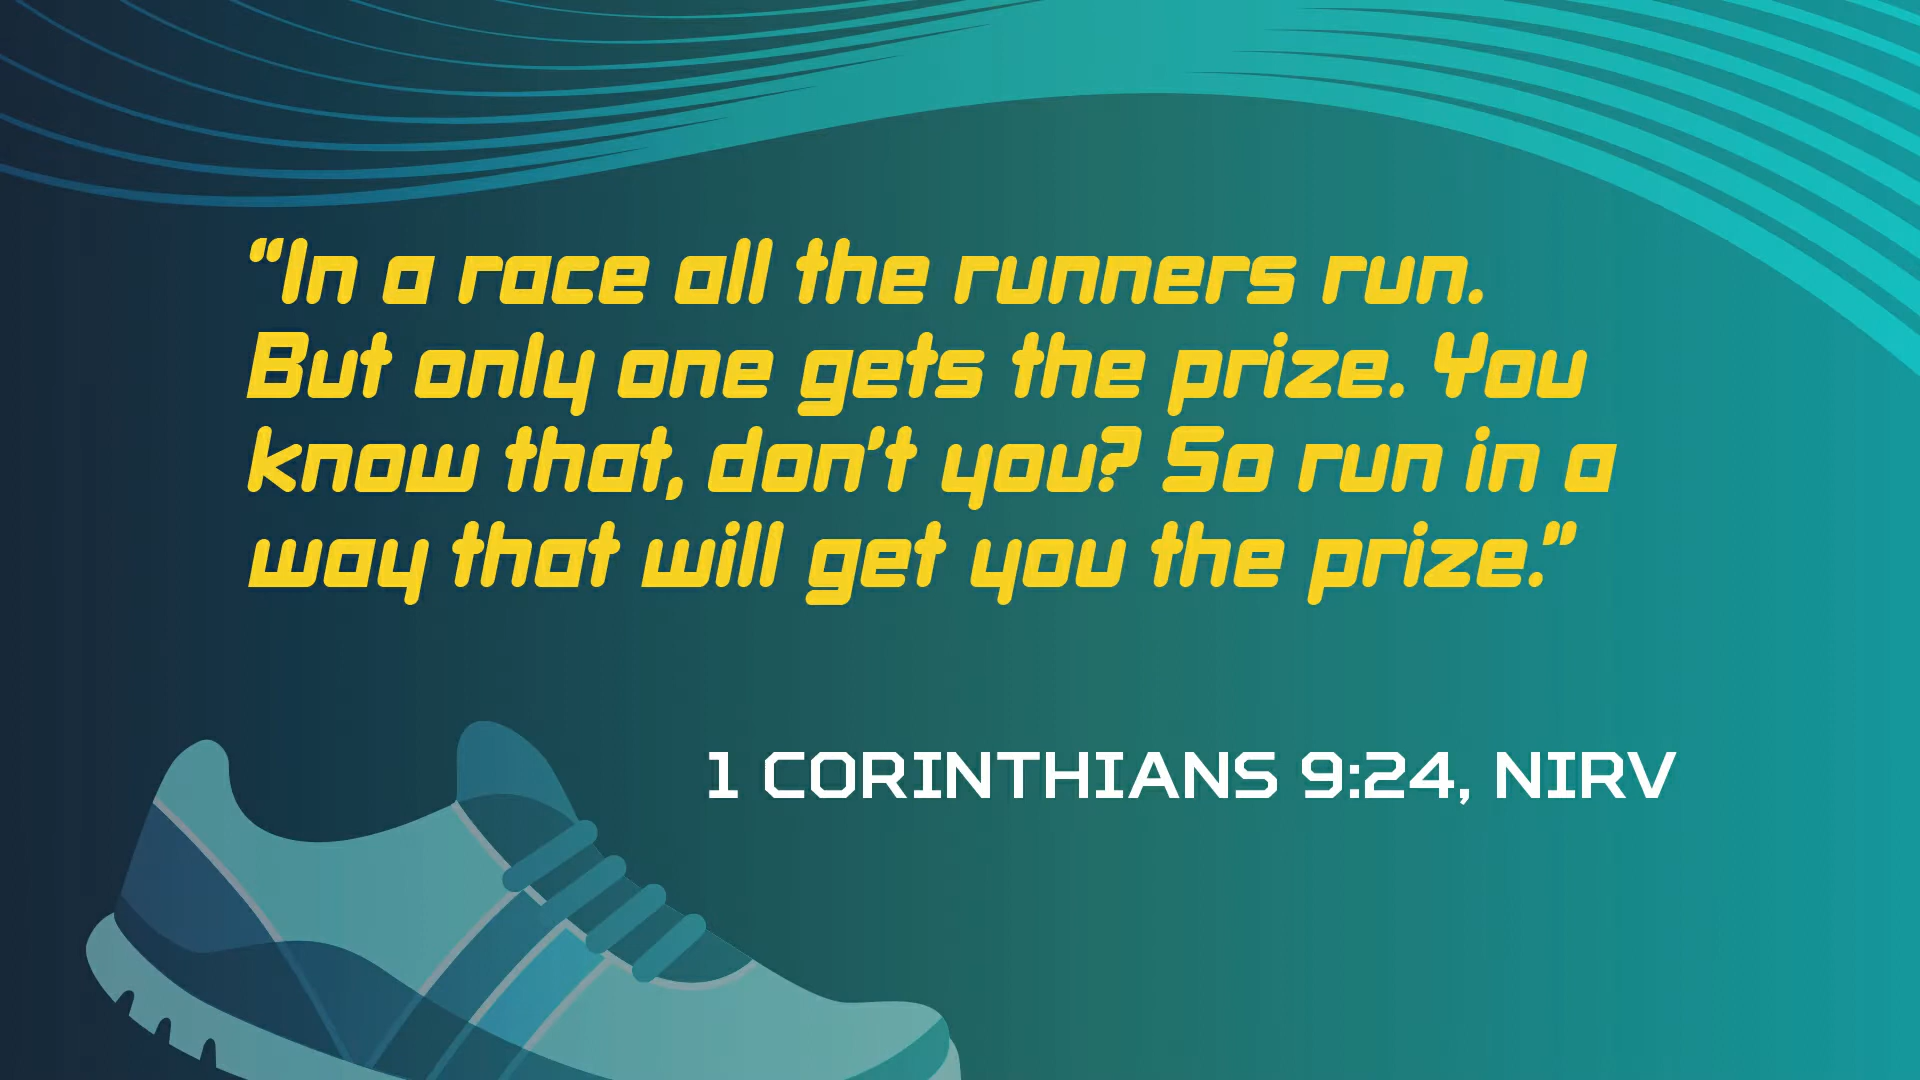 “In a race all the runners run.
But only one gets the prize. You
know that, don’t you? So run in a
way that will get you the prize.”
1 CORINTHIANS 9:24, NIRV